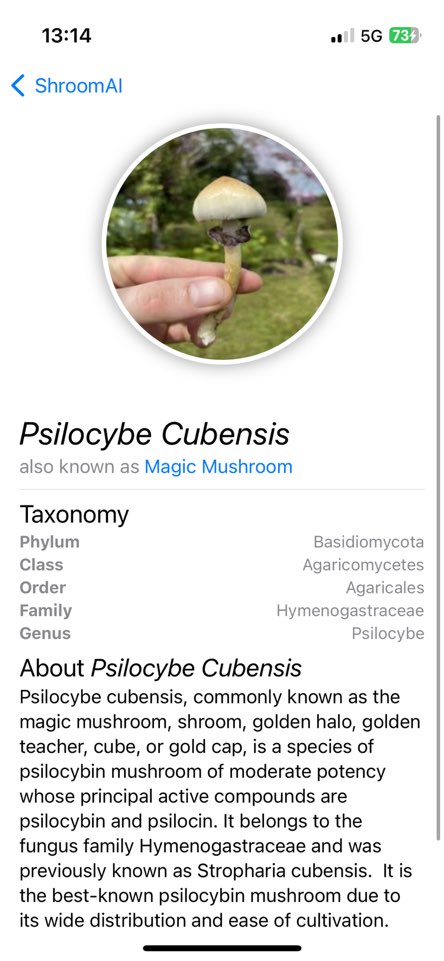 13:14
5G
73
ShroomAI
Psilocybe Cubensis
also known as Magic Mushroom
Taxonomy
Phylum Basidiomycota
Class Agaricomycetes
Order Agaricales
Family Hymenogastraceae
Genus Psilocybe
About Psilocybe Cubensis
Psilocybe cubensis, commonly known as the
magic mushroom, shroom, golden halo, golden
teacher, cube, or gold cap, is a species of
psilocybin mushroom of moderate potency
whose principal active compounds are
psilocybin and psilocin. It belongs to the
fungus family Hymenogastraceae and was
previously known as Stropharia cubensis.  It is
the best-known psilocybin mushroom due to
its wide distribution and ease of cultivation.